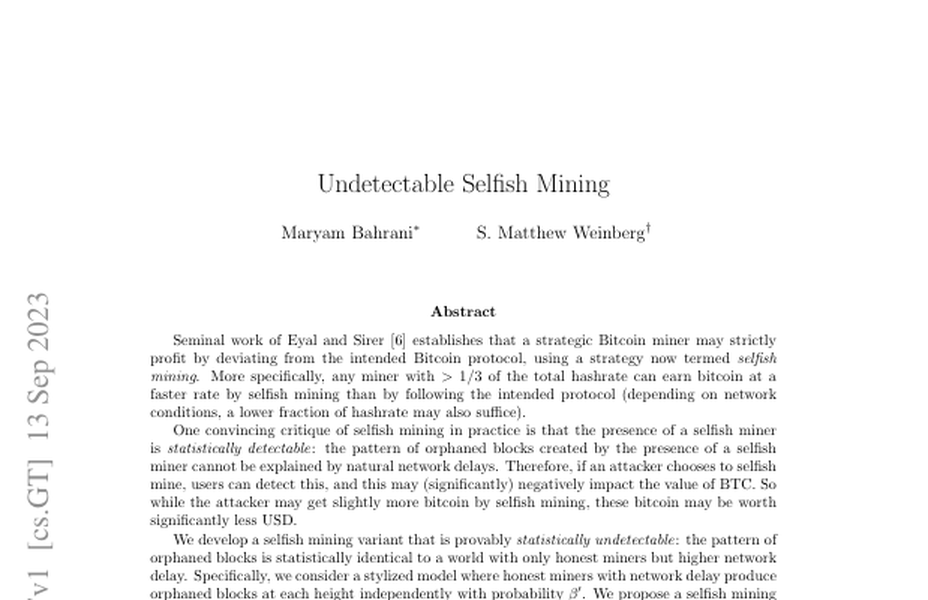 Undetectable Selfish Mining
Maryam Bahrani* S. Matthew Weinberg†
Abstract
Seminal work of Eyal and Sirer [6] establishes that a strategic Bitcoin miner may strictly
profit by deviating from the intended Bitcoin protocol, using a strategy now termed selfish
mining. More specifically, any miner with > 1/3 of the total hashrate can earn bitcoin at a
faster rate by selfish mining than by following the intended protocol (depending on network
conditions, a lower fraction of hashrate may also suffice).
One convincing critique of selfish mining in practice is that the presence of a selfish miner
is statistically detectable: the pattern of orphaned blocks created by the presence of a selfish
miner cannot be explained by natural network delays. Therefore, if an attacker chooses to selfish
mine, users can detect this, and this may (significantly) negatively impact the value of BTC. So
while the attacker may get slightly more bitcoin by selfish mining, these bitcoin may be worth
significantly less USD.
We develop a selfish mining variant that is provably statistically undetectable: the pattern of
orphaned blocks is statistically identical to a world with only honest miners but higher network
delay. Specifically, we consider a stylized model where honest miners with network delay produce
orphaned blocks at each height independently with probability β′. We propose a selfish mining
v1 [cs.GT] 13 Sep 2023